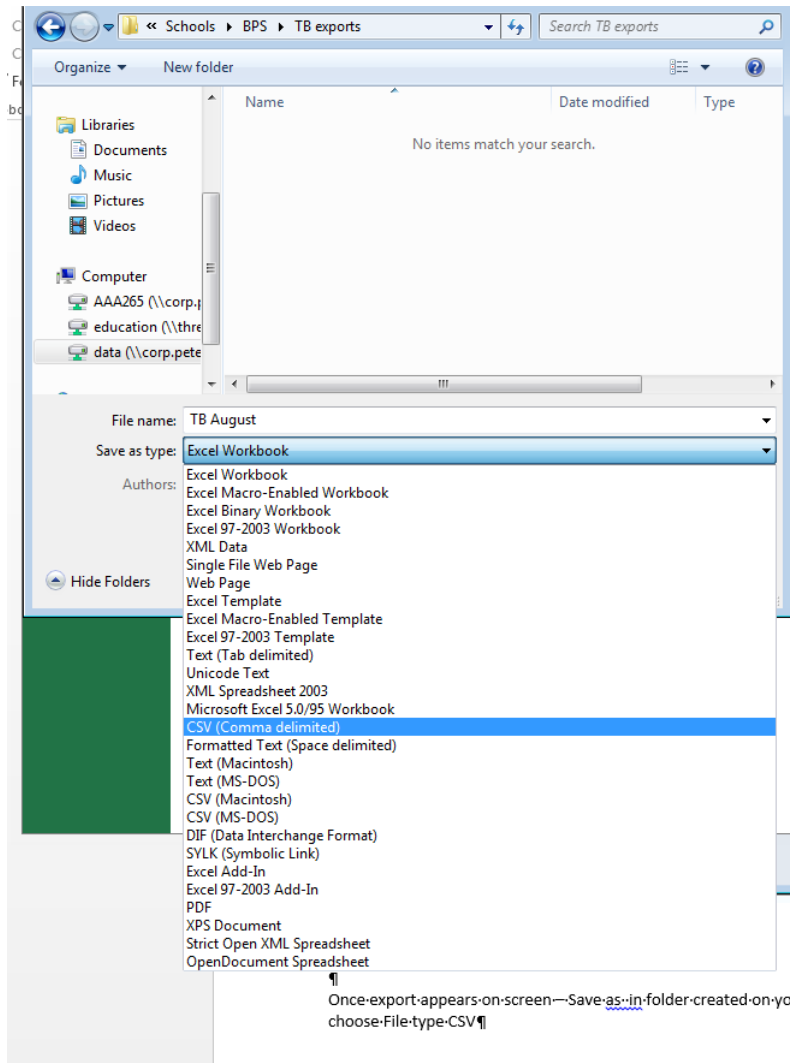 « Schools ▸ BPS ▸ TB exports
Search TB exports
Organize
New folder
Name
Date modified
Type
No items match your search.
Libraries
Documents
Music
Pictures
Videos
Computer
AAA265 (\\corp.p
education (\\thre
data (\\corp.pete
File name: TB August
Save as type: Excel Workbook
Authors:
Excel Workbook
Excel Macro-Enabled Workbook
Excel Binary Workbook
Excel 97-2003 Workbook
XML Data
Single File Web Page
Hide Folders
Web Page
Excel Template
Excel Macro-Enabled Template
Excel 97-2003 Template
Text (Tab delimited)
Unicode Text
XML Spreadsheet 2003
Microsoft Excel 5.0/95 Workbook
CSV (Comma delimited)
Formatted Text (Space delimited)
Text (Macintosh)
Text (MS-DOS)
CSV (Macintosh)
CSV (MS-DOS)
DIF (Data Interchange Format)
SYLK (Symbolic Link)
Excel Add-In
Excel 97-2003 Add-In
PDF
XPS Document
Strict Open XML Spreadsheet
OpenDocument Spreadsheet
¶
Once·export·appears·on·screen·—·Save·as··in·folder·created·on·yo
choose·File·type·CSV¶